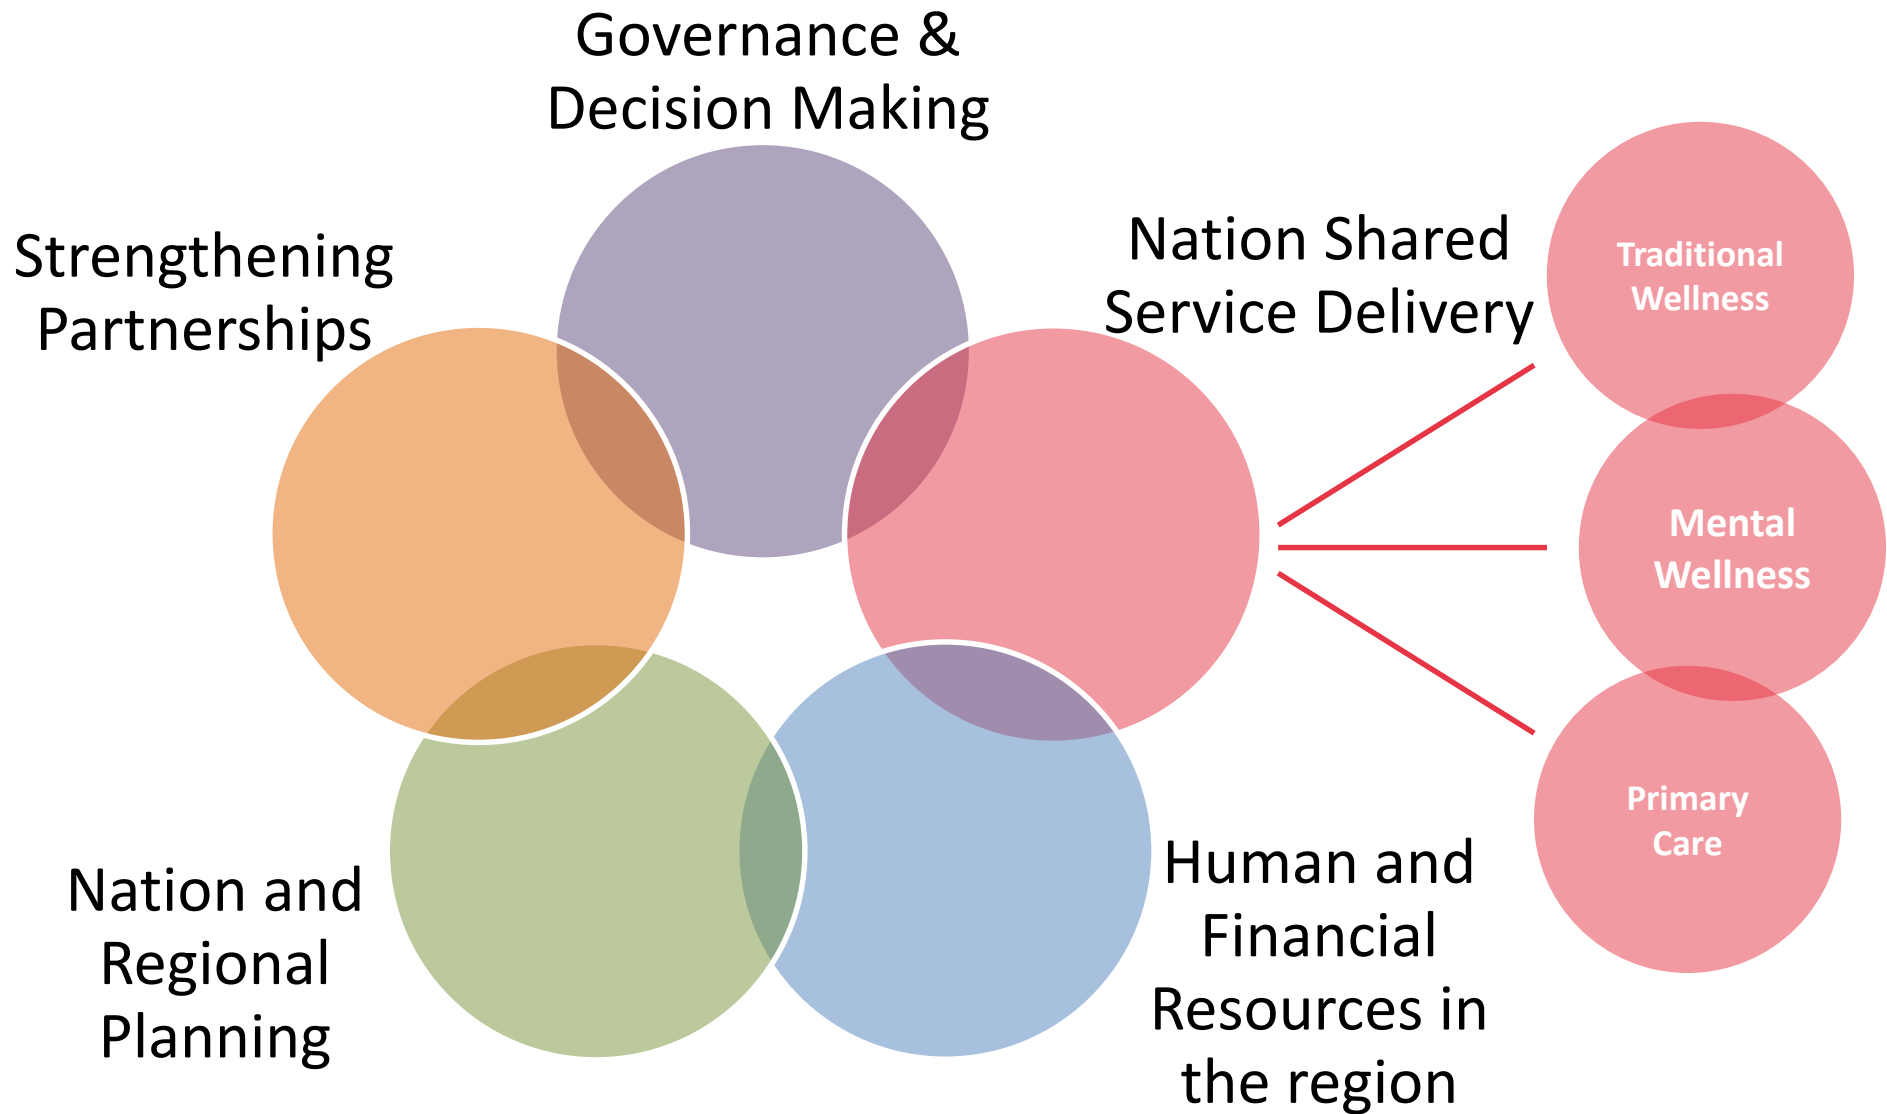 Governance &
Decision Making
Strengthening
Partnerships
Nation Shared
Service Delivery
Traditional
Wellness
Mental
Wellness
Primary
Care
Nation and
Regional
Planning
Human and
Financial
Resources in
the region